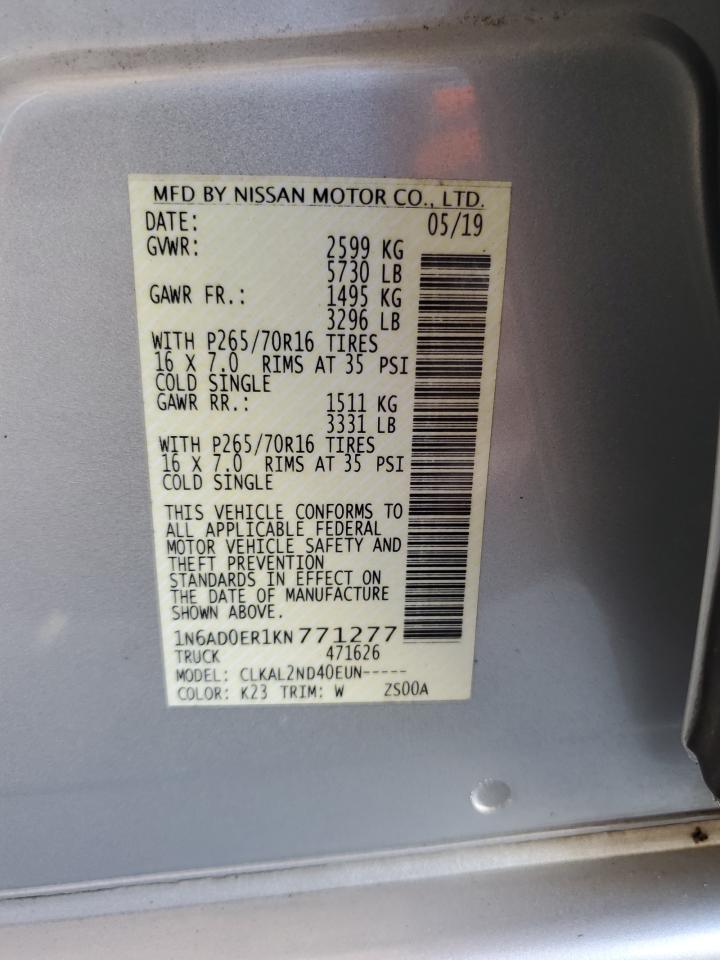 MFD BY NISSAN MOTOR CO., LTD.
DATE: 05/19
GVWR: 2599 KG
5730 LB
GAWR FR.: 1495 KG
3296 LB
WITH P265/70R16 TIRES
16 X 7.0 RIMS AT 35 PSI
COLD SINGLE
GAWR RR.: 1511 KG
3331 LB
WITH P265/70R16 TIRES
16 X 7.0 RIMS AT 35 PSI
COLD SINGLE
THIS VEHICLE CONFORMS TO
ALL APPLICABLE FEDERAL
MOTOR VEHICLE SAFETY AND
THEFT PREVENTION
STANDARDS IN EFFECT ON
THE DATE OF MANUFACTURE
SHOWN ABOVE.
1N6AD0ER1KN771277
TRUCK 471626
MODEL: CLKAL2ND40EUN-----
COLOR: K23 TRIM: W ZS00A